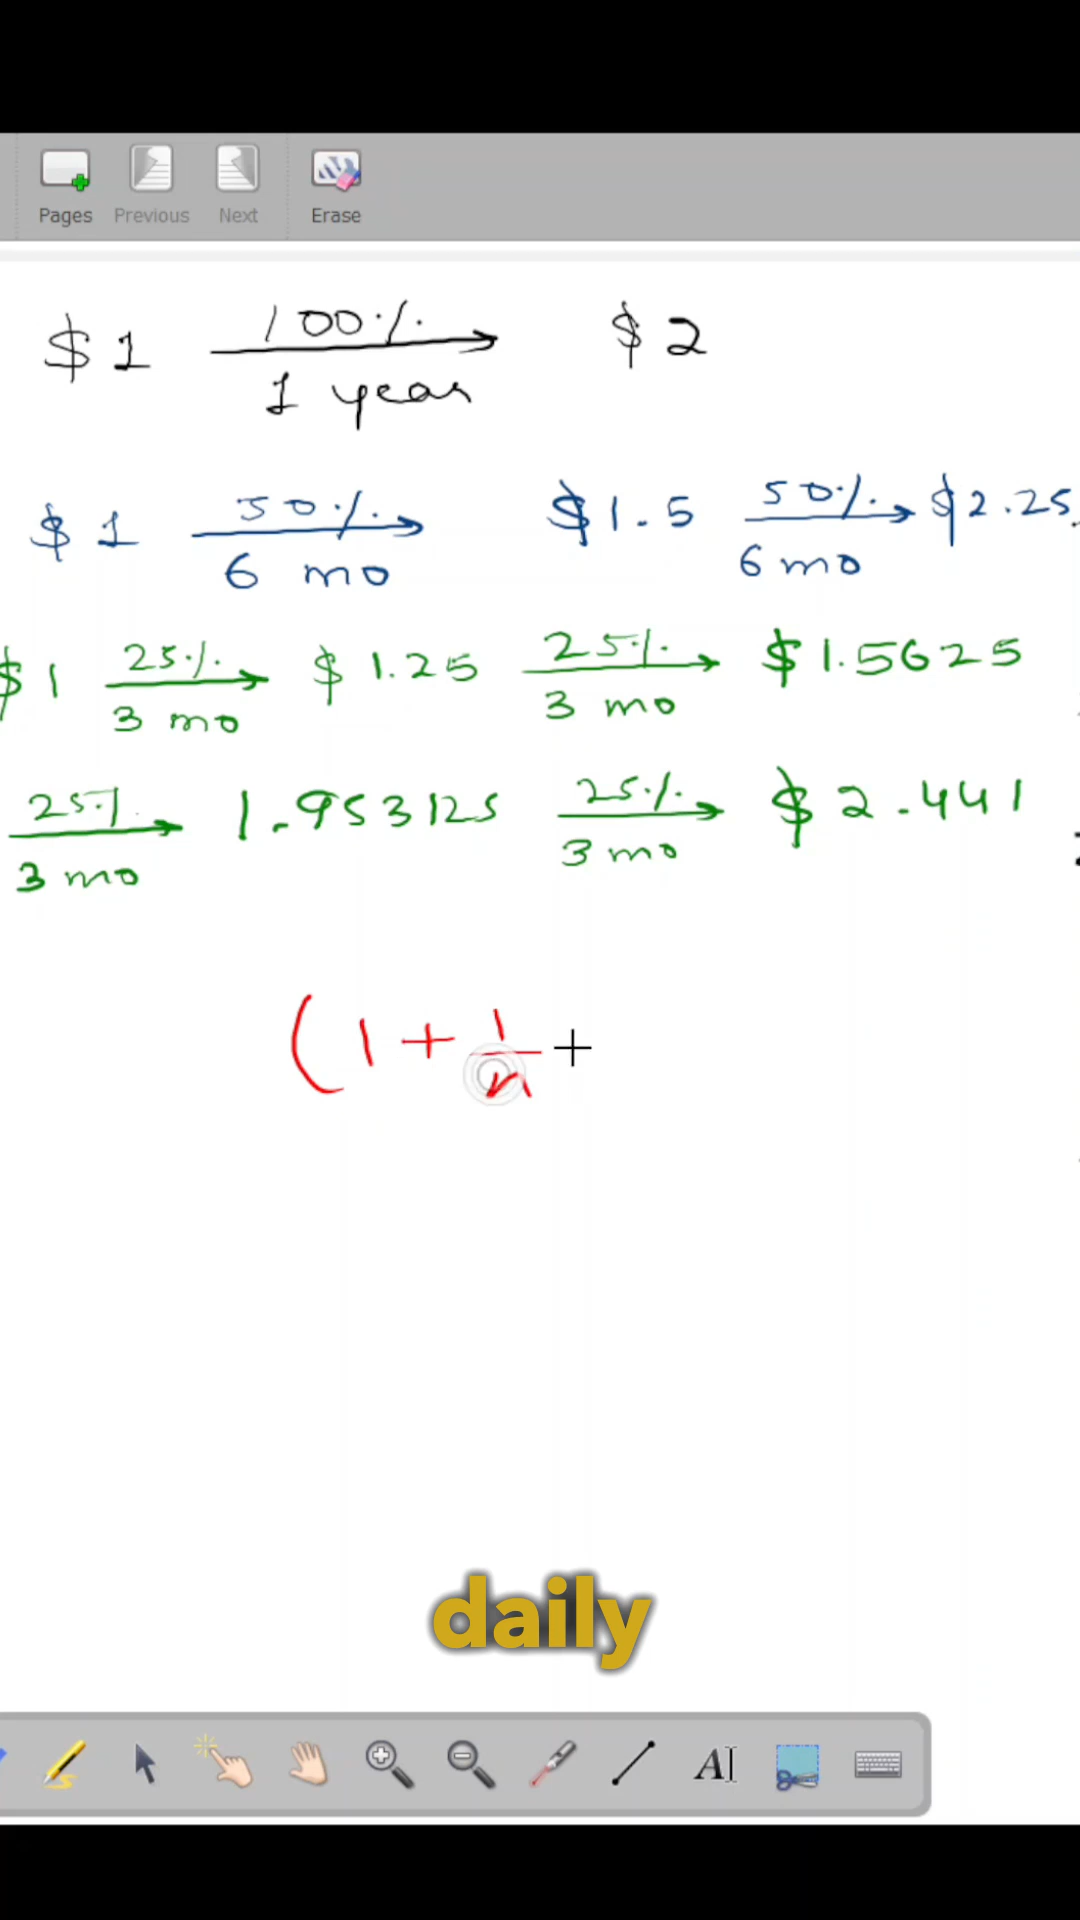 Pages Previous Next Erase
$1 100% 1 year $2
$1 50% 6 mo $1.5 50% 6 mo $2.25
$1 25% 3 mo $1.25 25% 3 mo $1.5625
25% 3 mo 1.953125 25% 3 mo $2.441
(1 + 1/n
daily
AI